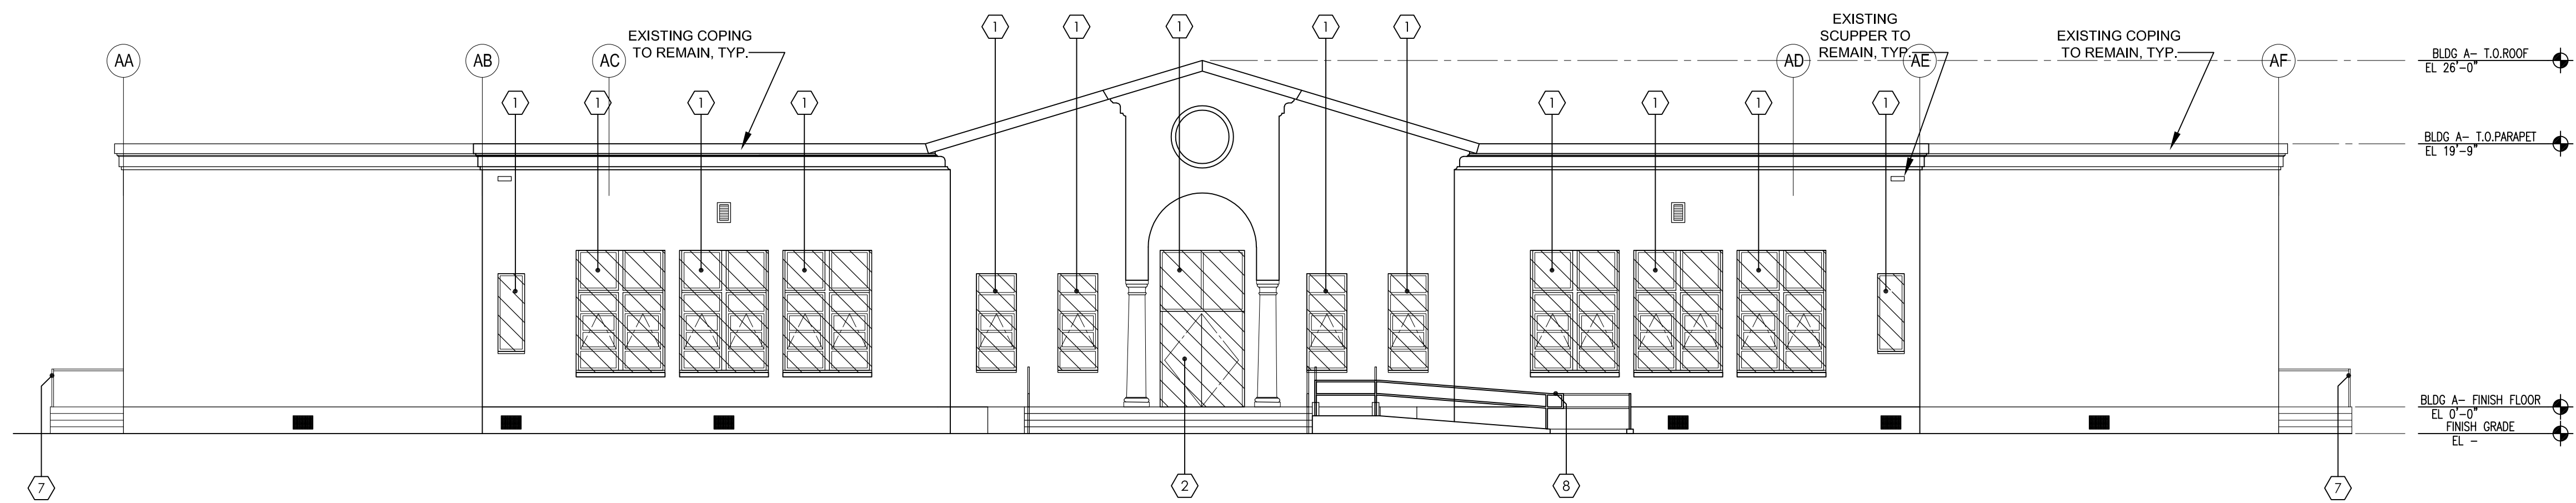 1
1
1
1
1
EXISTING
SCUPPER TO
REMAIN, TYP.
EXISTING COPING
TO REMAIN, TYP.
EXISTING COPING
TO REMAIN, TYP.
AA
AB
AC
AD
AE
AF
BLDG A- T.O.ROOF
EL 26'-0"
1
1
1
1
1
1
1
1
BLDG A- T.O.PARAPET
EL 19'-9"
BLDG A- FINISH FLOOR
EL 0'-0"
FINISH GRADE
EL -
7
2
8
7